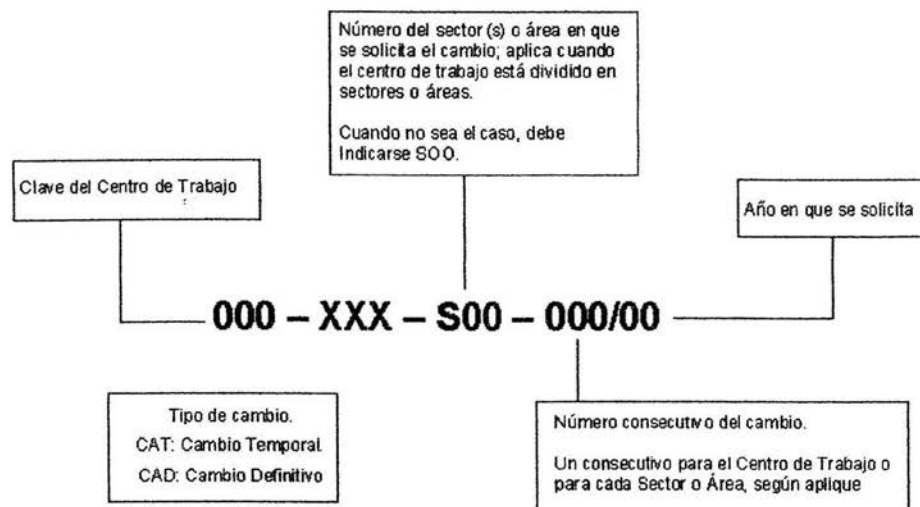 Número del sector (s) o área en que
se solicita el cambio; aplica cuando
el centro de trabajo está dividido en
sectores o áreas.
Cuando no sea el caso, debe
Indicarse SOO.
Clave del Centro de Trabajo
Año en que se solicita
000 – XXX – S00 – 000/00
Tipo de cambio.
CAT: Cambio Temporal.
CAD: Cambio Definitivo
Número consecutivo del cambio.
Un consecutivo para el Centro de Trabajo o
para cada Sector o Área, según aplique